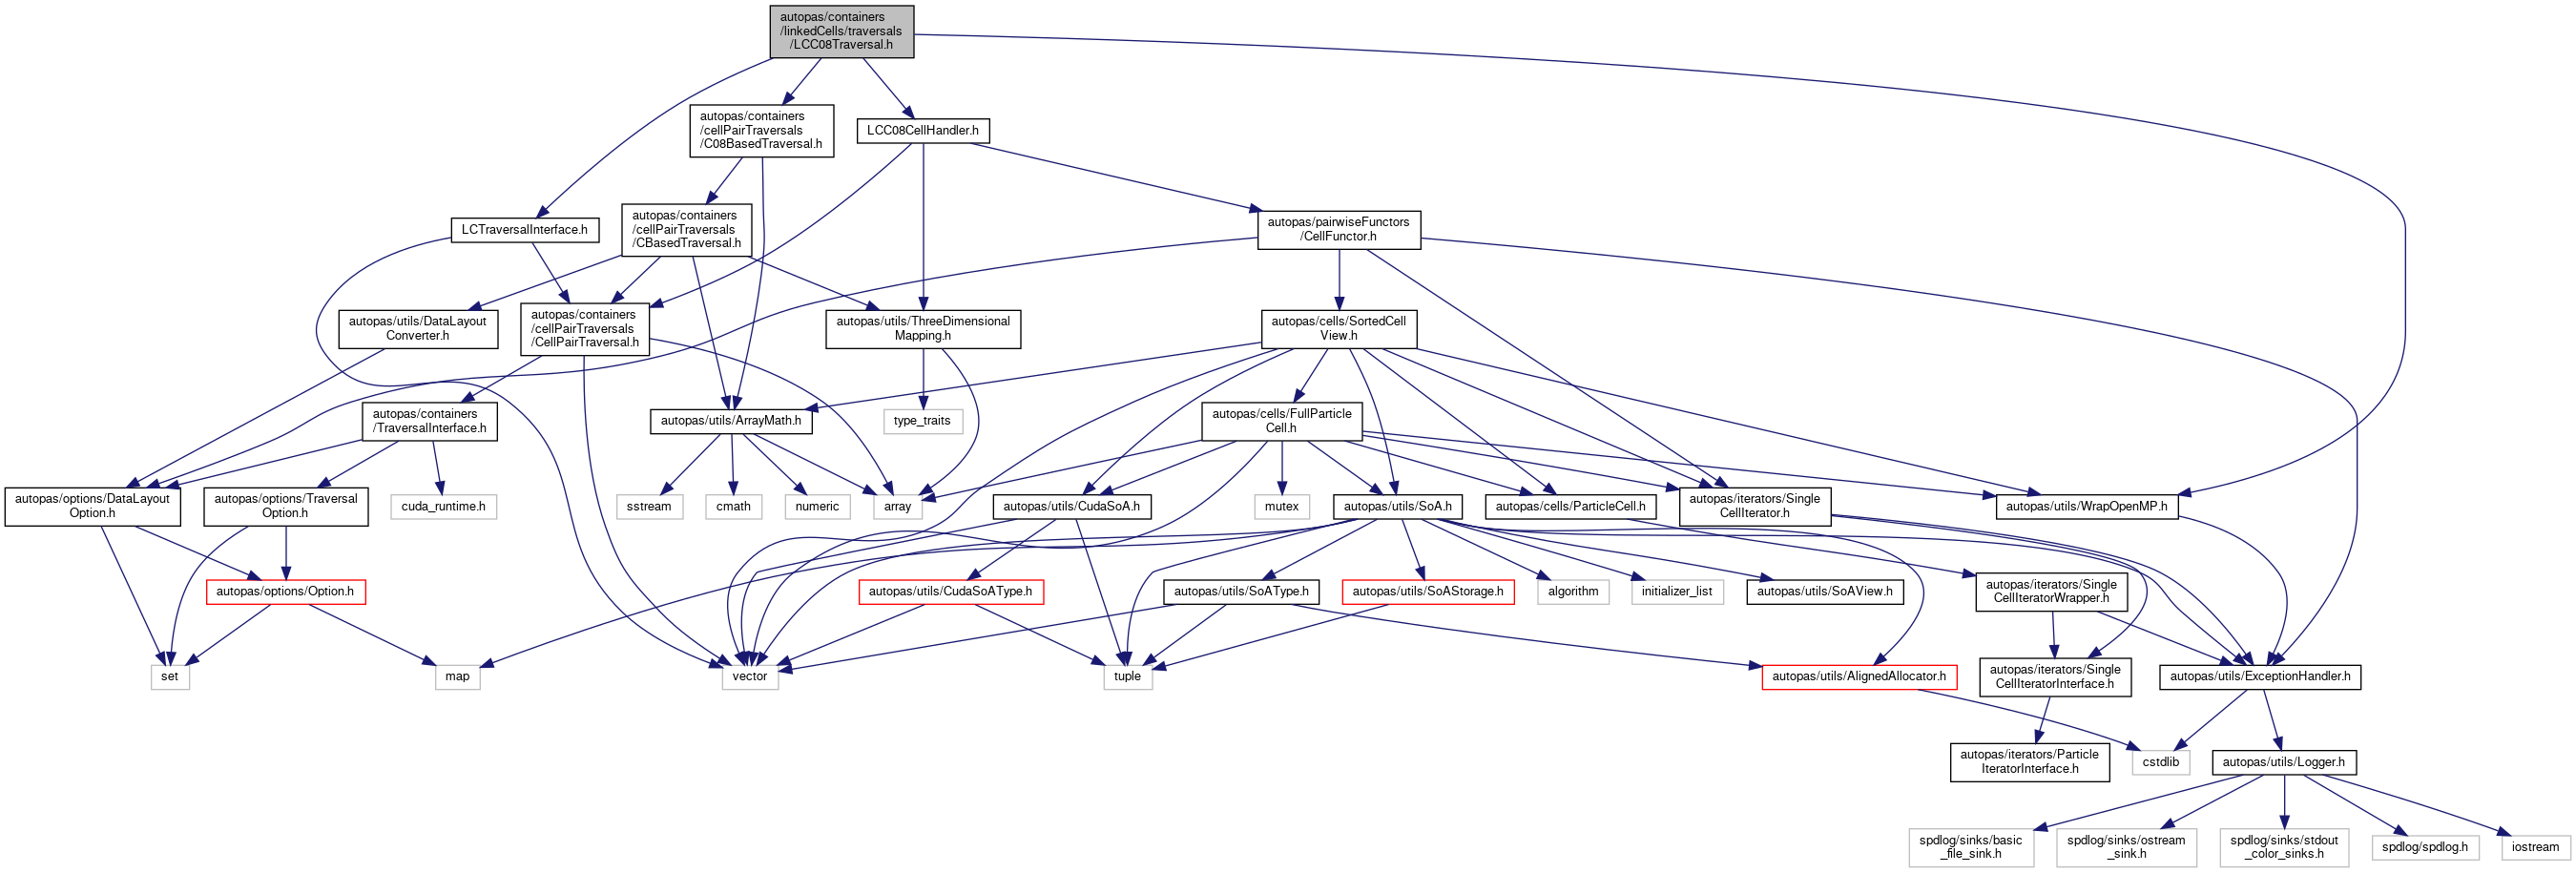 autopas/containers
/linkedCells/traversals
/LCC08Traversal.h
autopas/containers
/cellPairTraversals
/C08BasedTraversal.h
LCC08CellHandler.h
LCTraversalInterface.h
autopas/containers
/cellPairTraversals
/CBasedTraversal.h
autopas/pairwiseFunctors
/CellFunctor.h
autopas/utils/DataLayout
Converter.h
autopas/containers
/cellPairTraversals
/CellPairTraversal.h
autopas/utils/ThreeDimensional
Mapping.h
autopas/cells/SortedCell
View.h
autopas/containers
/TraversalInterface.h
autopas/utils/ArrayMath.h
type_traits
autopas/cells/FullParticle
Cell.h
autopas/options/DataLayout
Option.h
autopas/options/Traversal
Option.h
cuda_runtime.h
sstream
cmath
numeric
array
autopas/utils/CudaSoA.h
mutex
autopas/utils/SoA.h
autopas/cells/ParticleCell.h
autopas/iterators/Single
CellIterator.h
autopas/utils/WrapOpenMP.h
autopas/options/Option.h
autopas/utils/CudaSoAType.h
autopas/utils/SoAType.h
autopas/utils/SoAStorage.h
algorithm
initializer_list
autopas/utils/SoAView.h
autopas/iterators/Single
CellIteratorWrapper.h
set
map
vector
tuple
autopas/utils/AlignedAllocator.h
autopas/iterators/Single
CellIteratorInterface.h
autopas/utils/ExceptionHandler.h
autopas/iterators/Particle
IteratorInterface.h
cstdlib
autopas/utils/Logger.h
spdlog/sinks/basic
_file_sink.h
spdlog/sinks/ostream
_sink.h
spdlog/sinks/stdout
_color_sinks.h
spdlog/spdlog.h
iostream